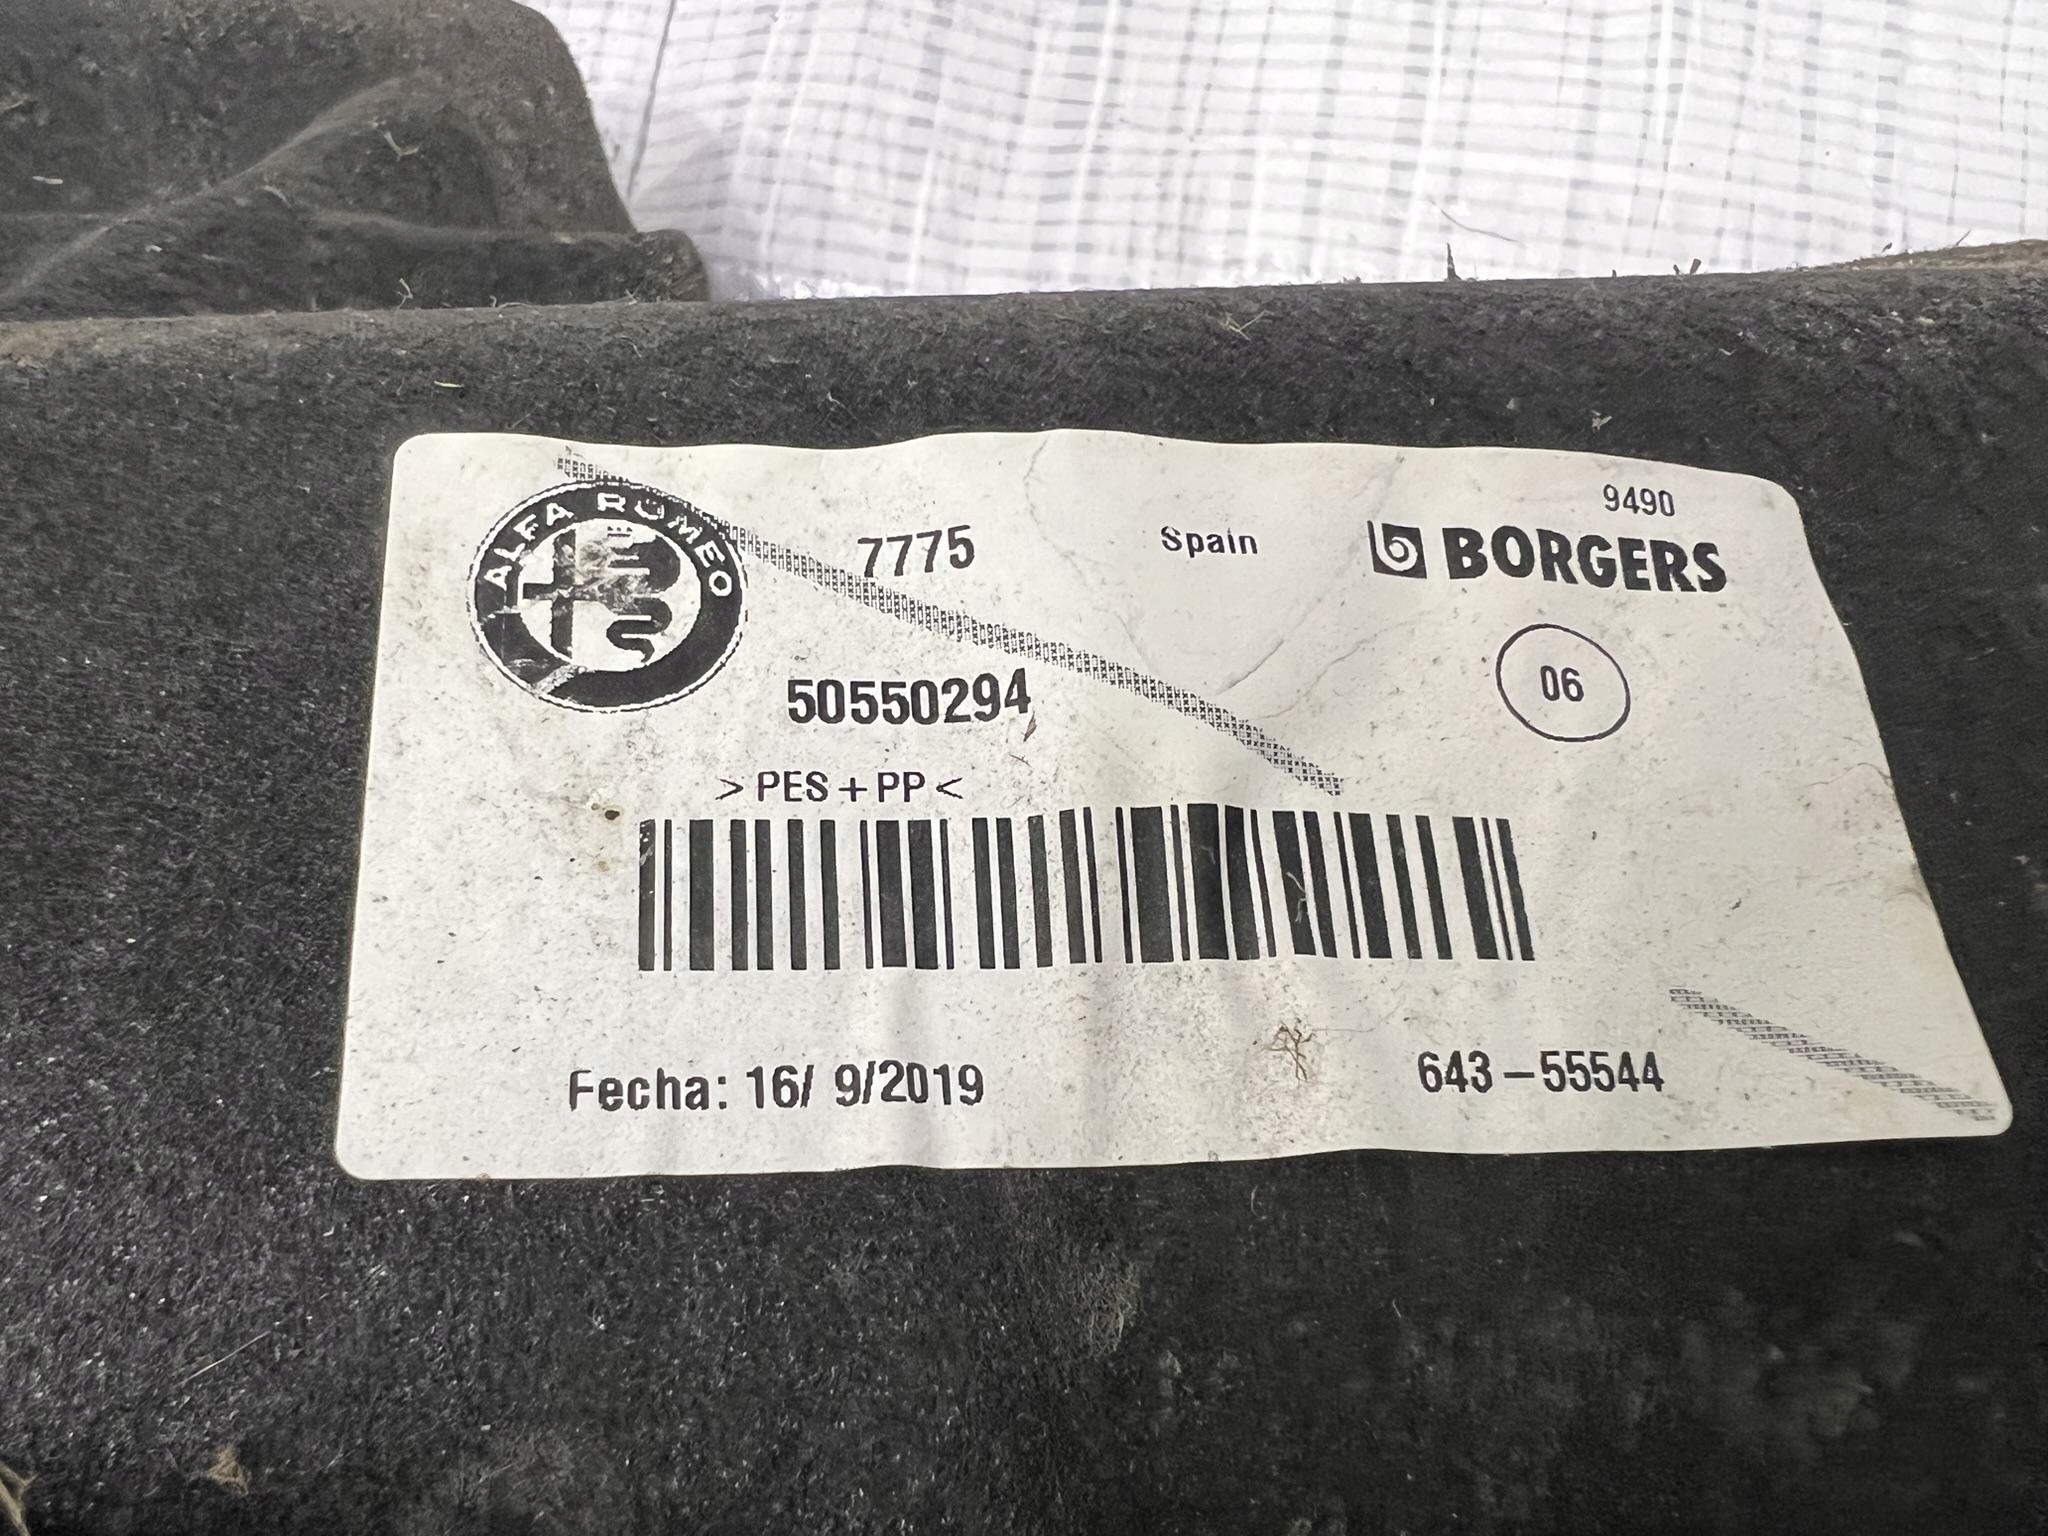 9490
ALFA ROMEO
7775
Spain
BORGERS
50550294
06
>PES+PP<
Fecha: 16/ 9/2019
643-55544